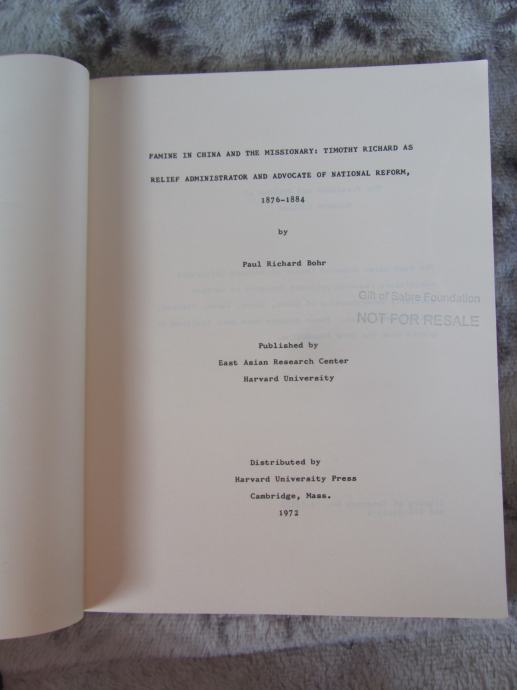 FAMINE IN CHINA AND THE MISSIONARY: TIMOTHY RICHARD AS
RELIEF ADMINISTRATOR AND ADVOCATE OF NATIONAL REFORM,
1876-1884
by
Paul Richard Bohr
Gift of Sabre Foundation
NOT FOR RESALE
Published by
East Asian Research Center
Harvard University
Distributed by
Harvard University Press
Cambridge, Mass.
1972